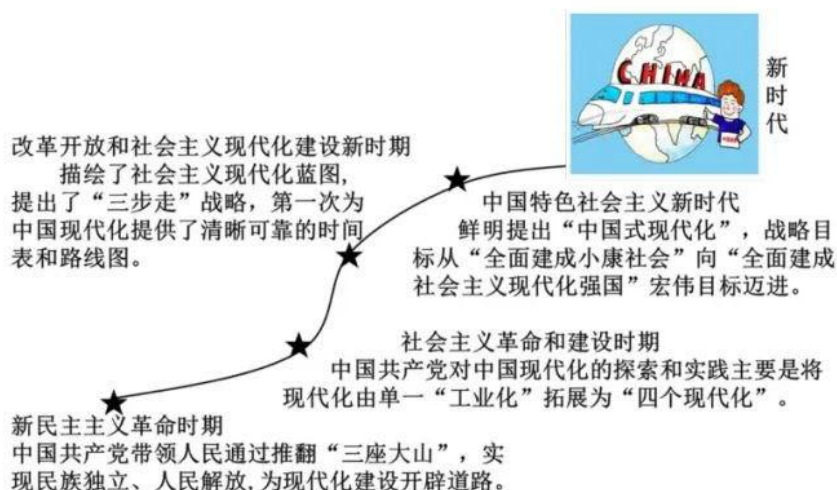 CHINA
新时代
改革开放和社会主义现代化建设新时期
描绘了社会主义现代化蓝图,
提出了“三步走”战略，第一次为
中国现代化提供了清晰可靠的时间
表和路线图。
中国特色社会主义新时代
鲜明提出“中国式现代化”，战略目
标从“全面建成小康社会”向“全面建成
社会主义现代化强国”宏伟目标迈进。
社会主义革命和建设时期
中国共产党对中国现代化的探索和实践主要是将
现代化由单一“工业化”拓展为“四个现代化”。
新民主主义革命时期
中国共产党带领人民通过推翻“三座大山”，实
现民族独立、人民解放,为现代化建设开辟道路。